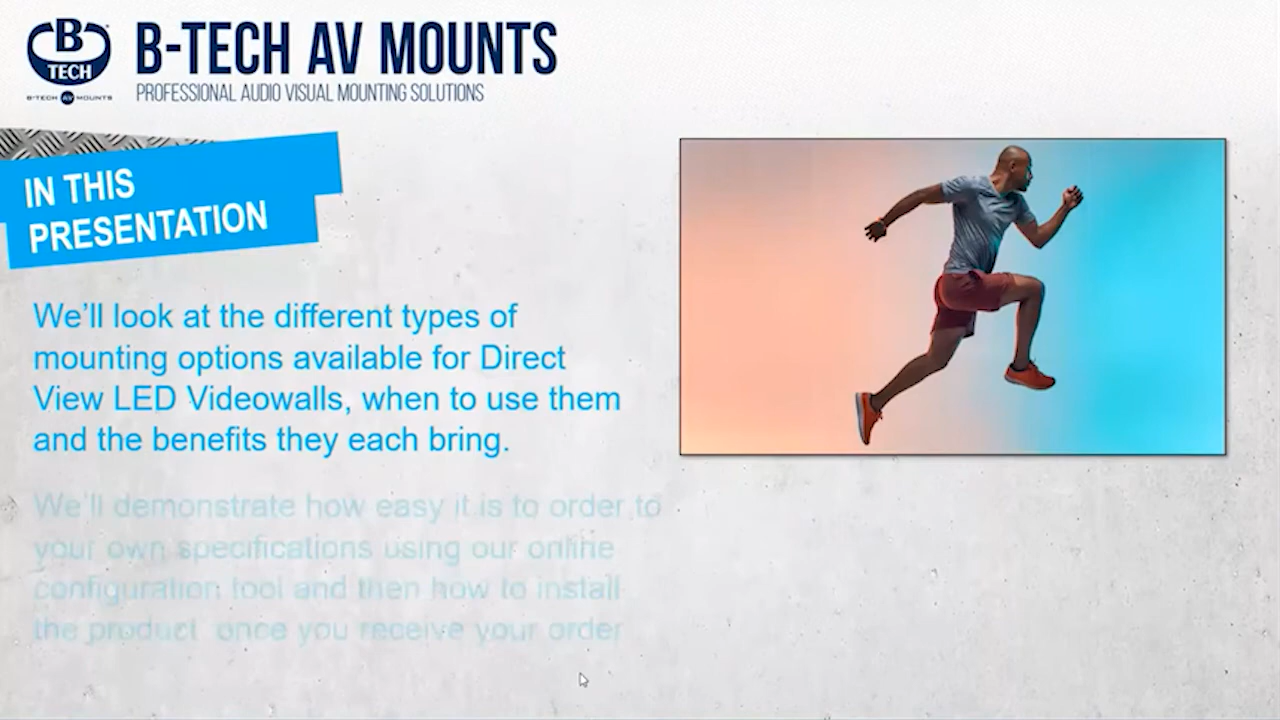 B
TECH
B-TECH AV MOUNTS
B-TECH AV MOUNTS
PROFESSIONAL AUDIO VISUAL MOUNTING SOLUTIONS
IN THIS
PRESENTATION
We'll look at the different types of
mounting options available for Direct
View LED Videowalls, when to use them
and the benefits they each bring.
We'll demonstrate how easy it is to order to
your own specifications using our online
configuration tool and then how to install
the product once you receive your order